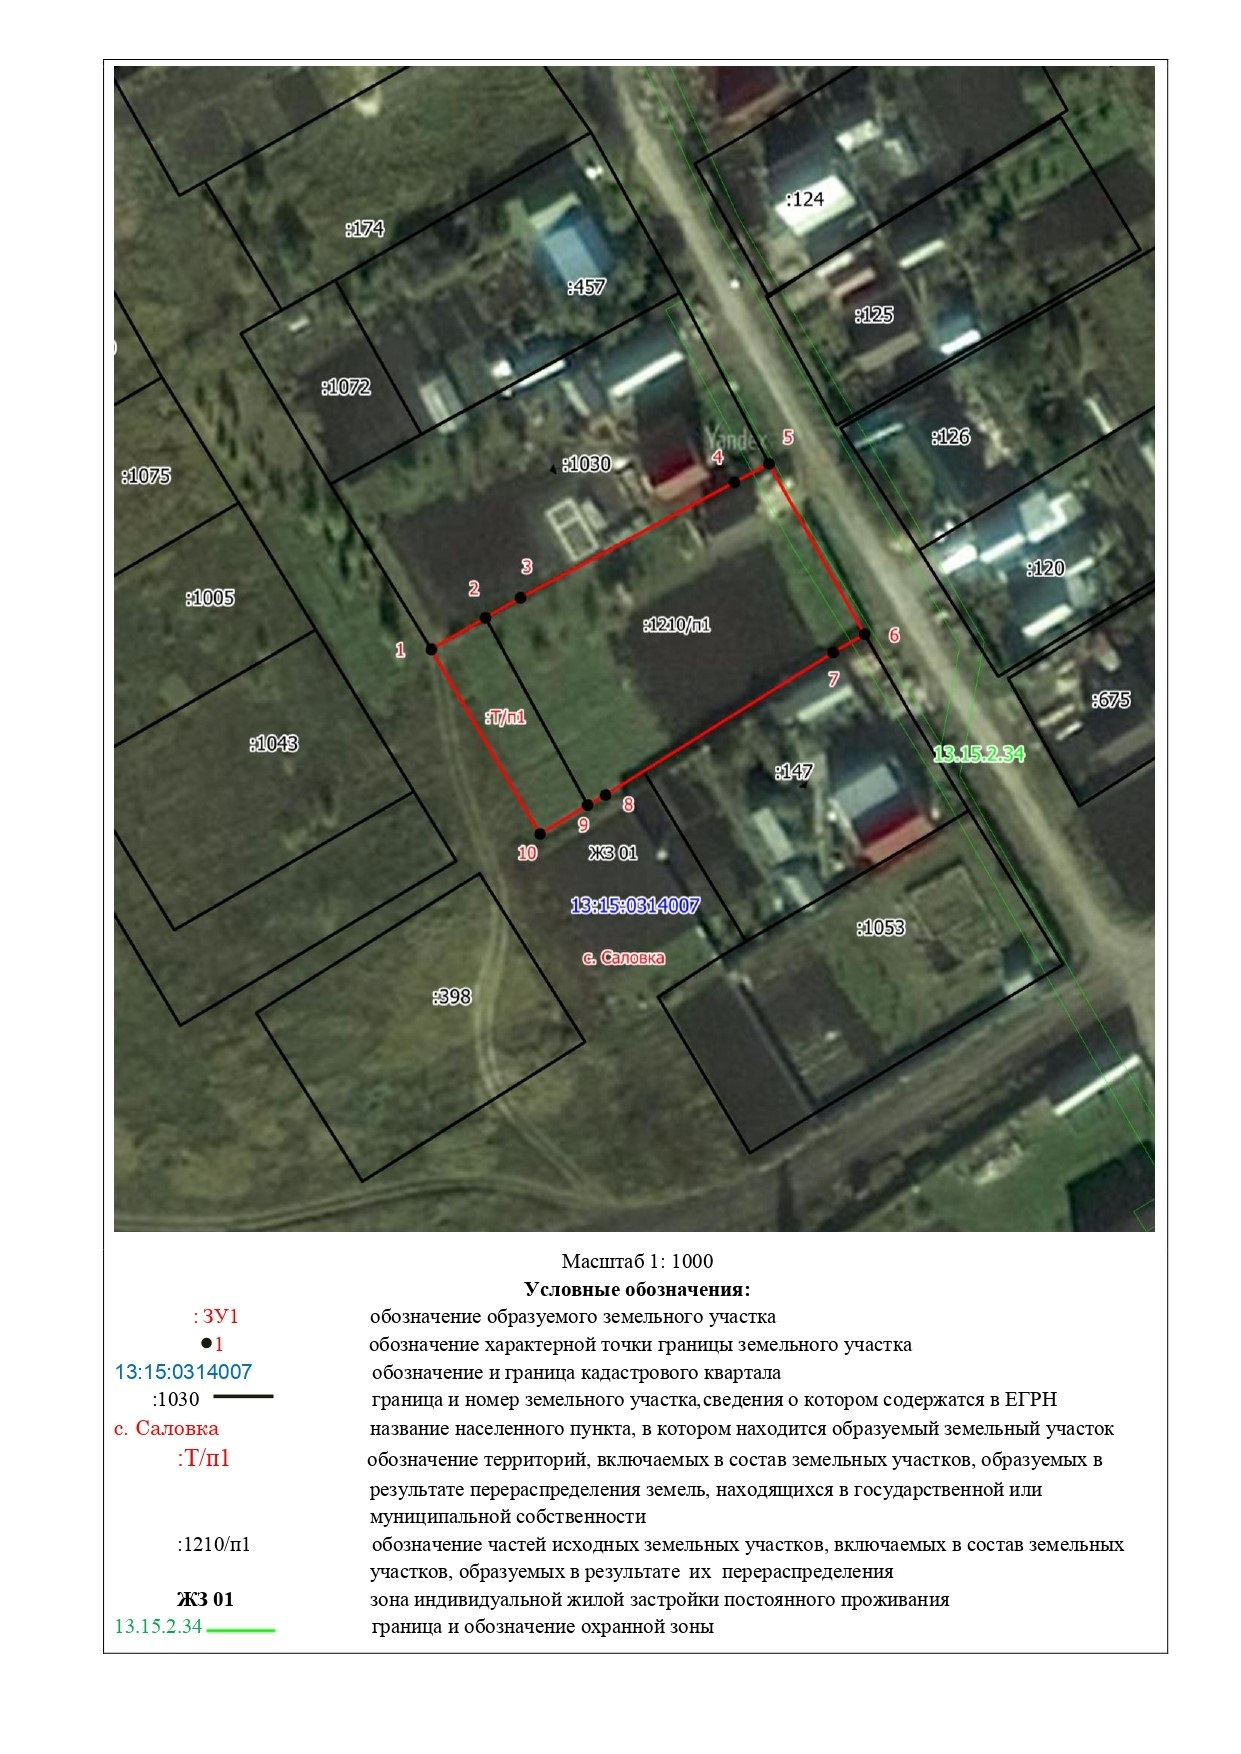 :124
:174
:457
:125
:1072
:126
Yandex
5
4
:1030
:1075
3
:120
2
:1005
:1210/п1
6
1
7
:675
:Т/п1
:1043
13.15.2.34
:147
8
9
10
ЖЗ 01
13:15:0314007
:1053
с. Саловка
:398
Масштаб 1: 1000
Условные обозначения:
: ЗУ1 обозначение образуемого земельного участка
1 обозначение характерной точки границы земельного участка
13:15:0314007 обозначение и граница кадастрового квартала
:1030 граница и номер земельного участка,сведения о котором содержатся в ЕГРН
с. Саловка название населенного пункта, в котором находится образуемый земельный участок
:Т/п1 обозначение территорий, включаемых в состав земельных участков, образуемых в
результате перераспределения земель, находящихся в государственной или
муниципальной собственности
:1210/п1 обозначение частей исходных земельных участков, включаемых в состав земельных
участков, образуемых в результате их перераспределения
ЖЗ 01 зона индивидуальной жилой застройки постоянного проживания
13.15.2.34 граница и обозначение охранной зоны